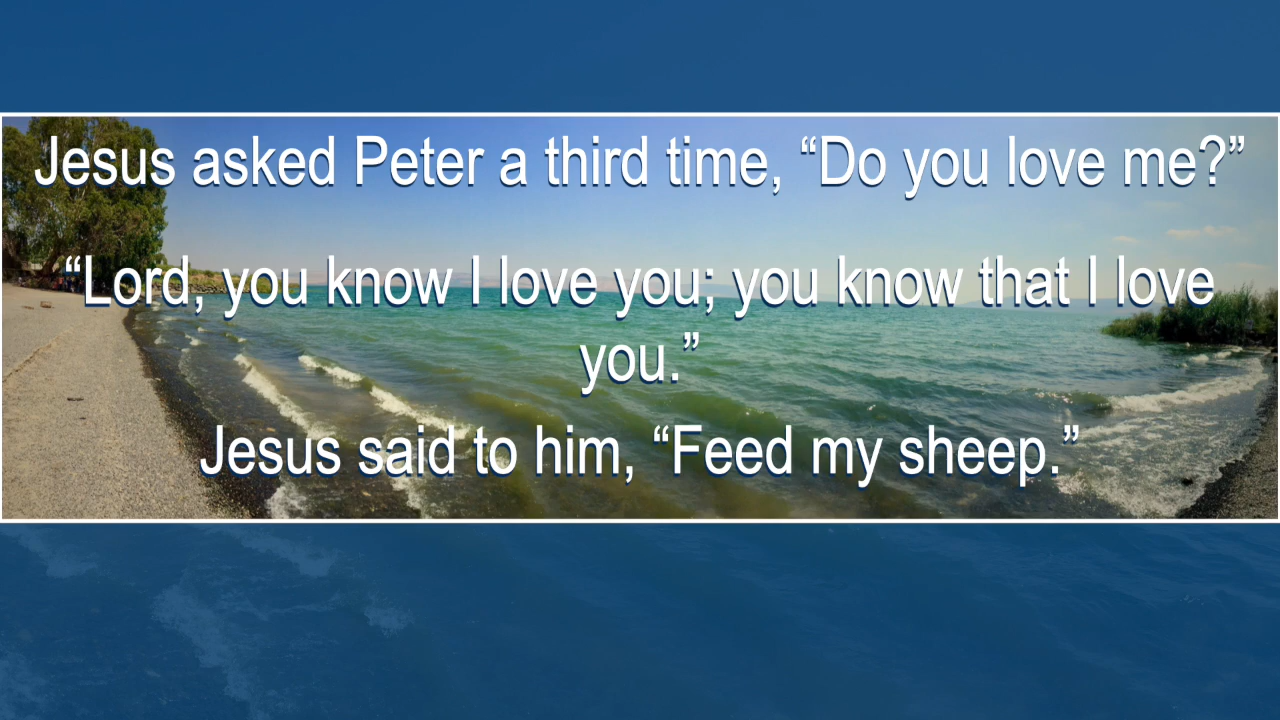 Jesus asked Peter a third time, “Do you love me?”
“Lord, you know I love you; you know that I love
you.”
Jesus said to him, “Feed my sheep.”